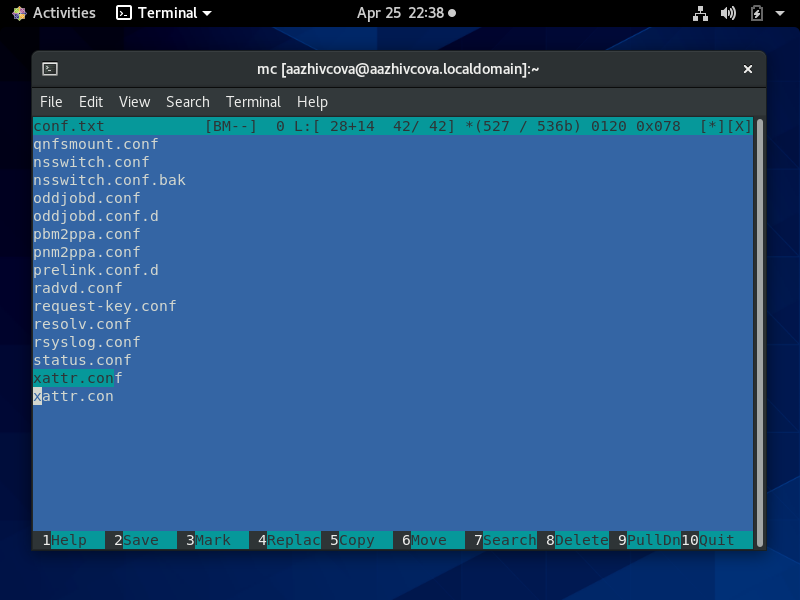 Activities Terminal Apr 25 22:38
mc [aazhivcova@aazhivcova.localdomain]:~
File Edit View Search Terminal Help
conf.txt [BM--] 0 L:[ 28+14 42/ 42] *(527 / 536b) 0120 0x078 [*][X]
qnfsmount.conf
nsswitch.conf
nsswitch.conf.bak
oddjobd.conf
oddjobd.conf.d
pbm2ppa.conf
pnm2ppa.conf
prelink.conf.d
radvd.conf
request-key.conf
resolv.conf
rsyslog.conf
status.conf
xattr.conf
xattr.con
1Help 2Save 3Mark 4Replac 5Copy 6Move 7Search 8Delete 9PullDn 10Quit